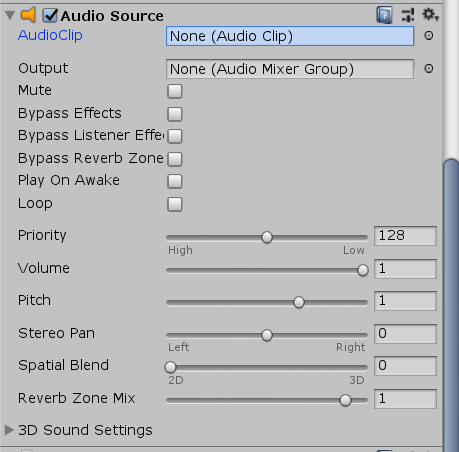 Audio Source
AudioClip None (Audio Clip)
Output None (Audio Mixer Group)
Mute
Bypass Effects
Bypass Listener Effe
Bypass Reverb Zone
Play On Awake
Loop
Priority 128
High Low
Volume 1
Pitch 1
Stereo Pan 0
Left Right
Spatial Blend 0
2D 3D
Reverb Zone Mix 1
3D Sound Settings